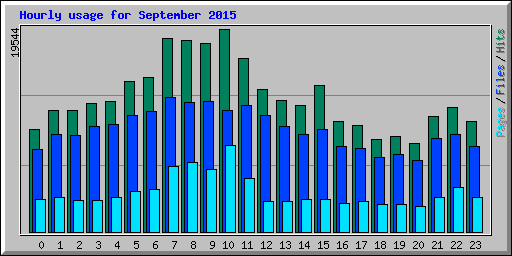 Hourly usage for September 2015
19544
Pages/Files/Hits
0 1 2 3 4 5 6 7 8 9 10 11 12 13 14 15 16 17 18 19 20 21 22 23